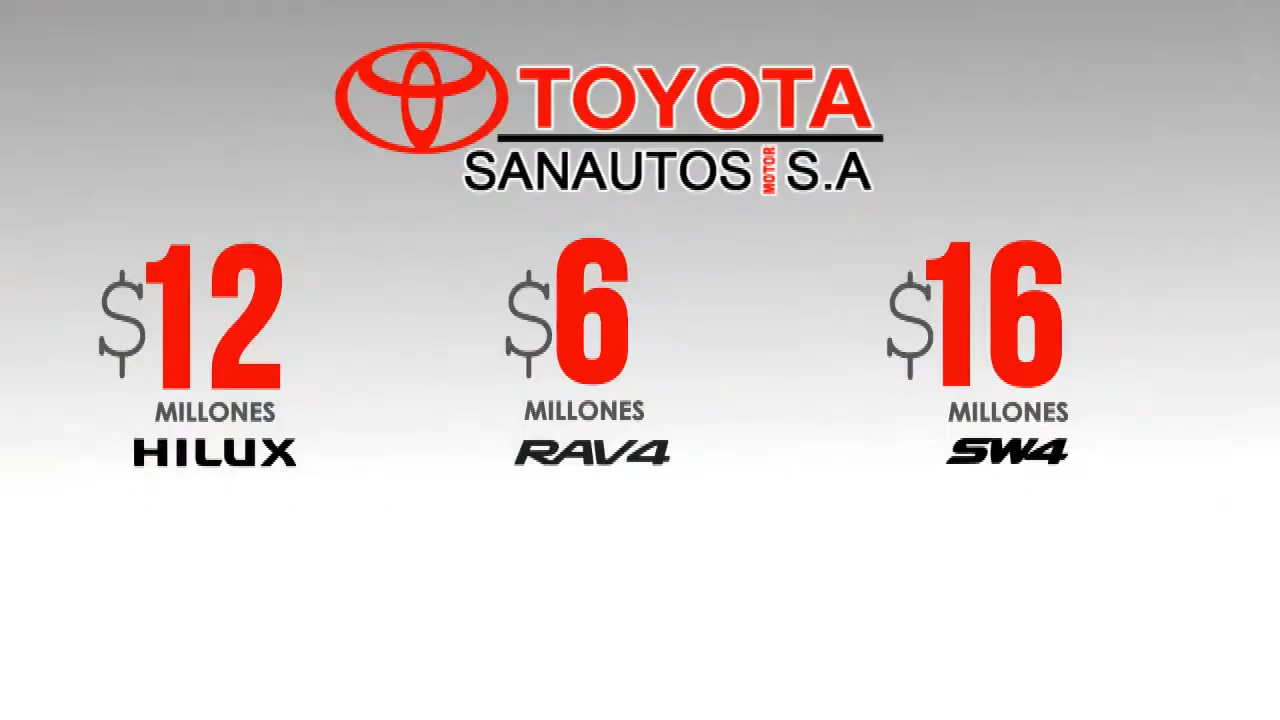 TOYOTA
SANAUTOS MOTOR S.A
$12 $6 $16
MILLONES MILLONES MILLONES
HILUX RAV4 SW4